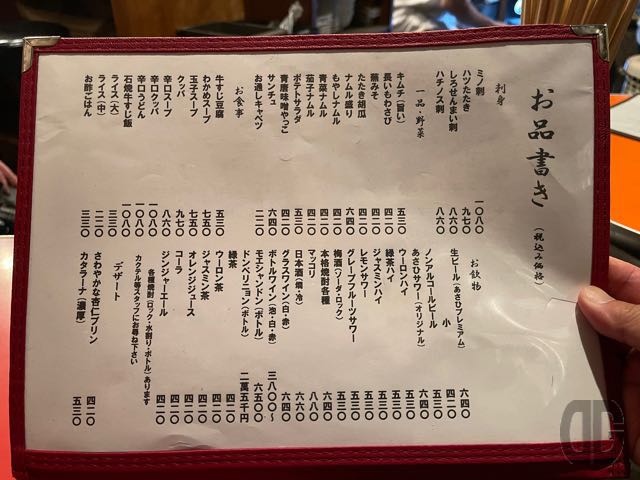 お品書き
（税込み価格）
刺身
ミノ刺 一〇八〇
ハツたたき 九七〇
しろせんまい刺 八六〇
ハチノス刺 八六〇
一品・野菜
キムチ（旨い） 五三〇
長いもわさび 四二〇
蕪みそ 四二〇
たたき胡瓜 四二〇
ナムル盛り 六四〇
もやしナムル 四二〇
青菜ナムル 四二〇
茄子ナムル 四二〇
ポテトサラダ 五三〇
青唐味噌やっこ 四二〇
サンチュ 六四〇
お通しキャベツ 二二〇
お食事
牛すじ豆腐 五三〇
わかめスープ 七五〇
玉子スープ 七五〇
クッパ 九七〇
辛口スープ 八六〇
辛口クッパ 一〇八〇
辛口うどん 一〇八〇
石焼牛すじ飯 一〇八〇
ライス（大） 三三〇
ライス（中） 二二〇
お酢ごはん 三三〇
お飲物
生ビール（あさひプレミアム） 六四〇
小 四二〇
ノンアルコールビール 五三〇
あさひサワー（オリジナル） 六四〇
ウーロンハイ 五三〇
緑茶ハイ 五三〇
ジャスミンハイ 五三〇
レモンサワー 五三〇
グレープフルーツサワー 五三〇
梅酒（ソーダ・ロック） 五三〇
本格焼酎各種 六四〇
マッコリ 八八〇
日本酒（燗・冷） 六四〇
グラスワイン（白・赤） 六四〇
ボトルワイン（泡・白・赤） 三八〇〇〜
モエシャンドン（ボトル） 六五〇〇
ドンペリニョン（ボトル） 二萬五千円
緑茶 四二〇
ウーロン茶 四二〇
ジャスミン茶 四二〇
オレンジジュース 四二〇
コーラ 四二〇
ジンジャーエール 四二〇
各種焼酎（ロック・水割り・ボトル）あります
カクテル等スタッフにお尋ね下さい
デザート
さわやかな杏仁プリン 四二〇
カタラーナ（濃厚） 五三〇